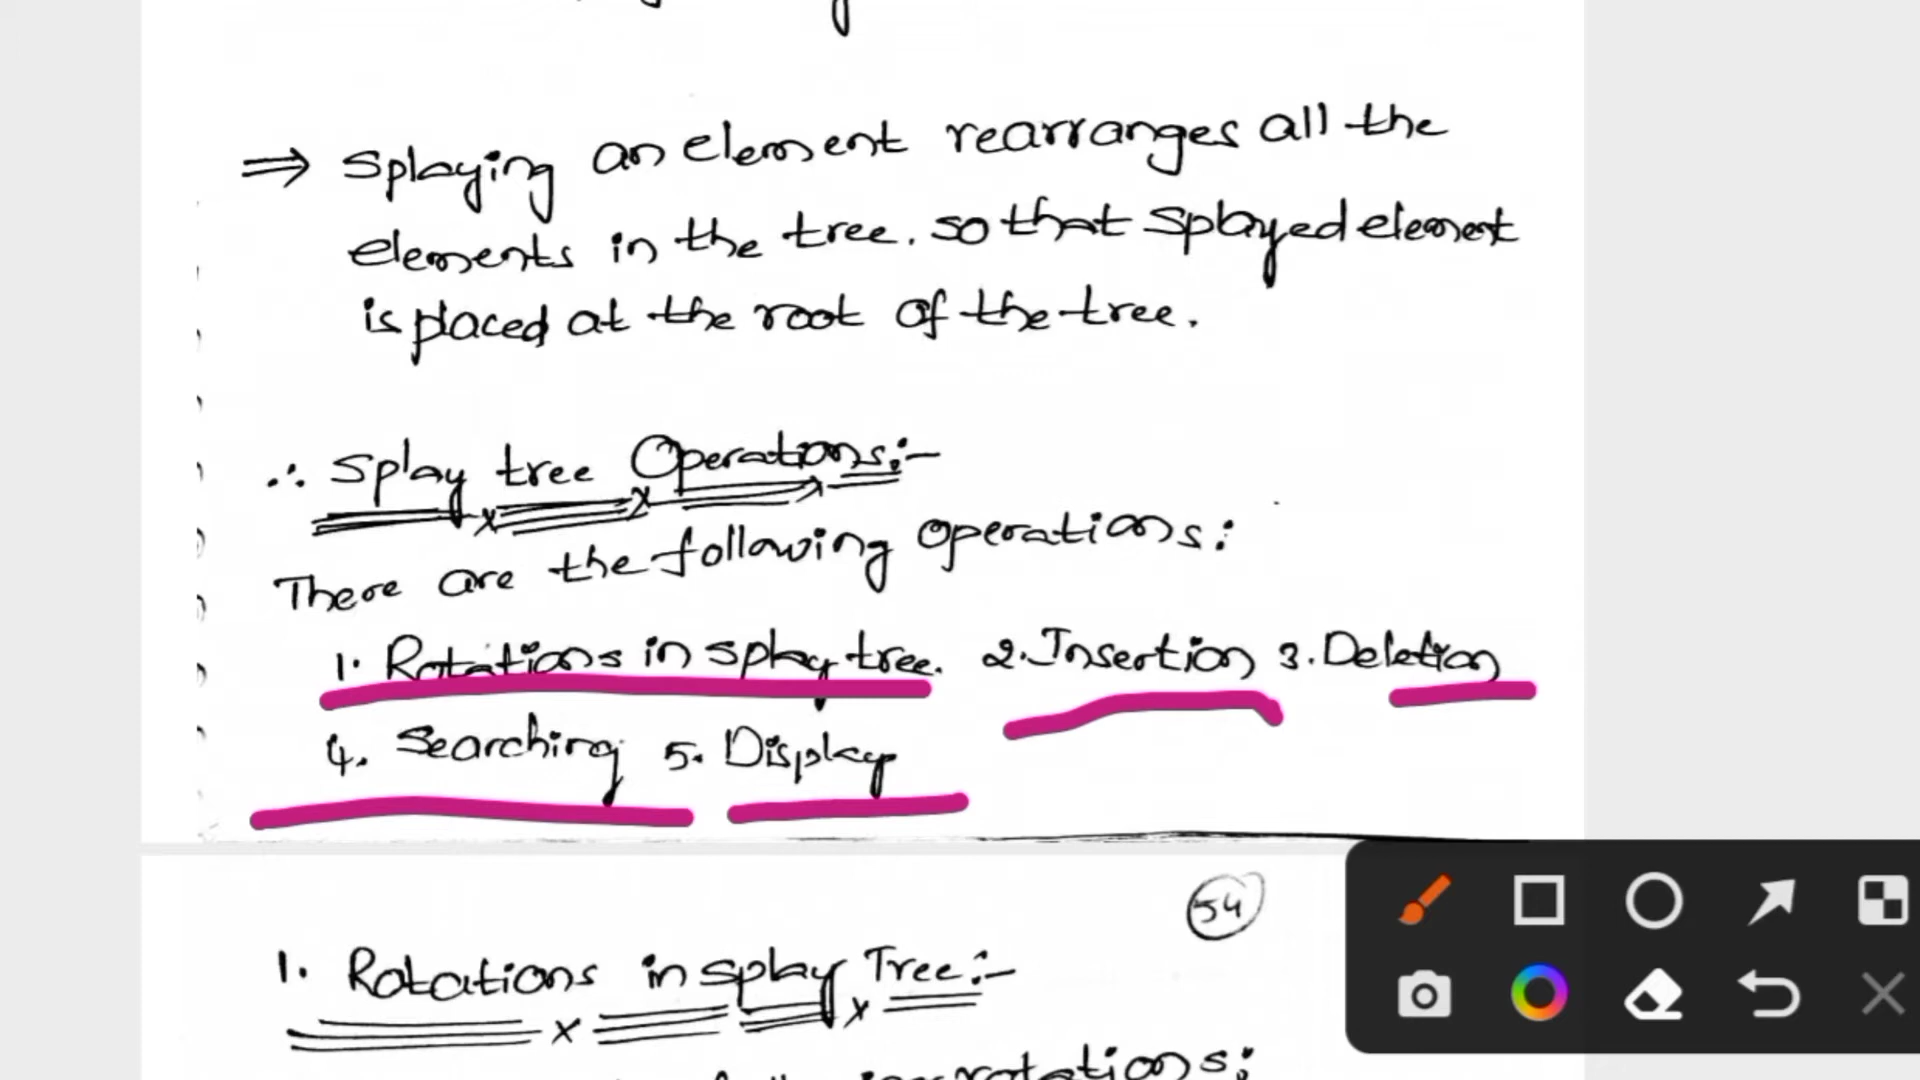 ⇒ Splaying an element rearranges all the
elements in the tree. so that splayed element
is placed at the root of the tree.
∴ Splay tree Operations:-
There are the following operations:
1. Rotations in splay tree. 2. Insertion 3. Deletion
4. Searching 5. Display
54
1. Rotations in splay Tree:-
rotations: